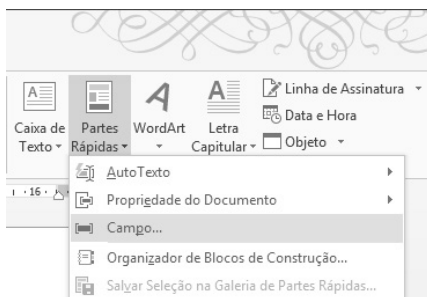 Linha de Assinatura
Data e Hora
Objeto
Caixa de Texto
Partes Rápidas
WordArt
Letra Capitular
· 16 ·
AutoTexto
Propriedade do Documento
Campo...
Organizador de Blocos de Construção...
Salvar Seleção na Galeria de Partes Rápidas...